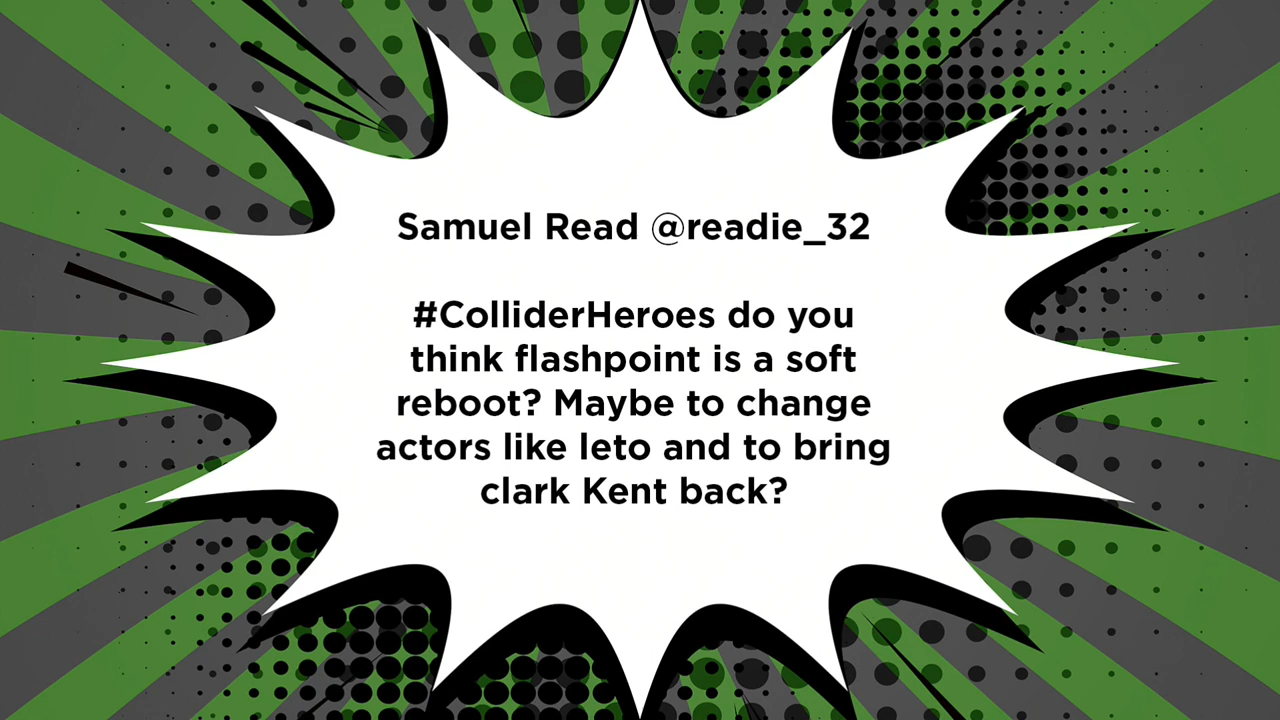 Samuel Read @readie_32
#ColliderHeroes do you
think flashpoint is a soft
reboot? Maybe to change
actors like leto and to bring
clark Kent back?